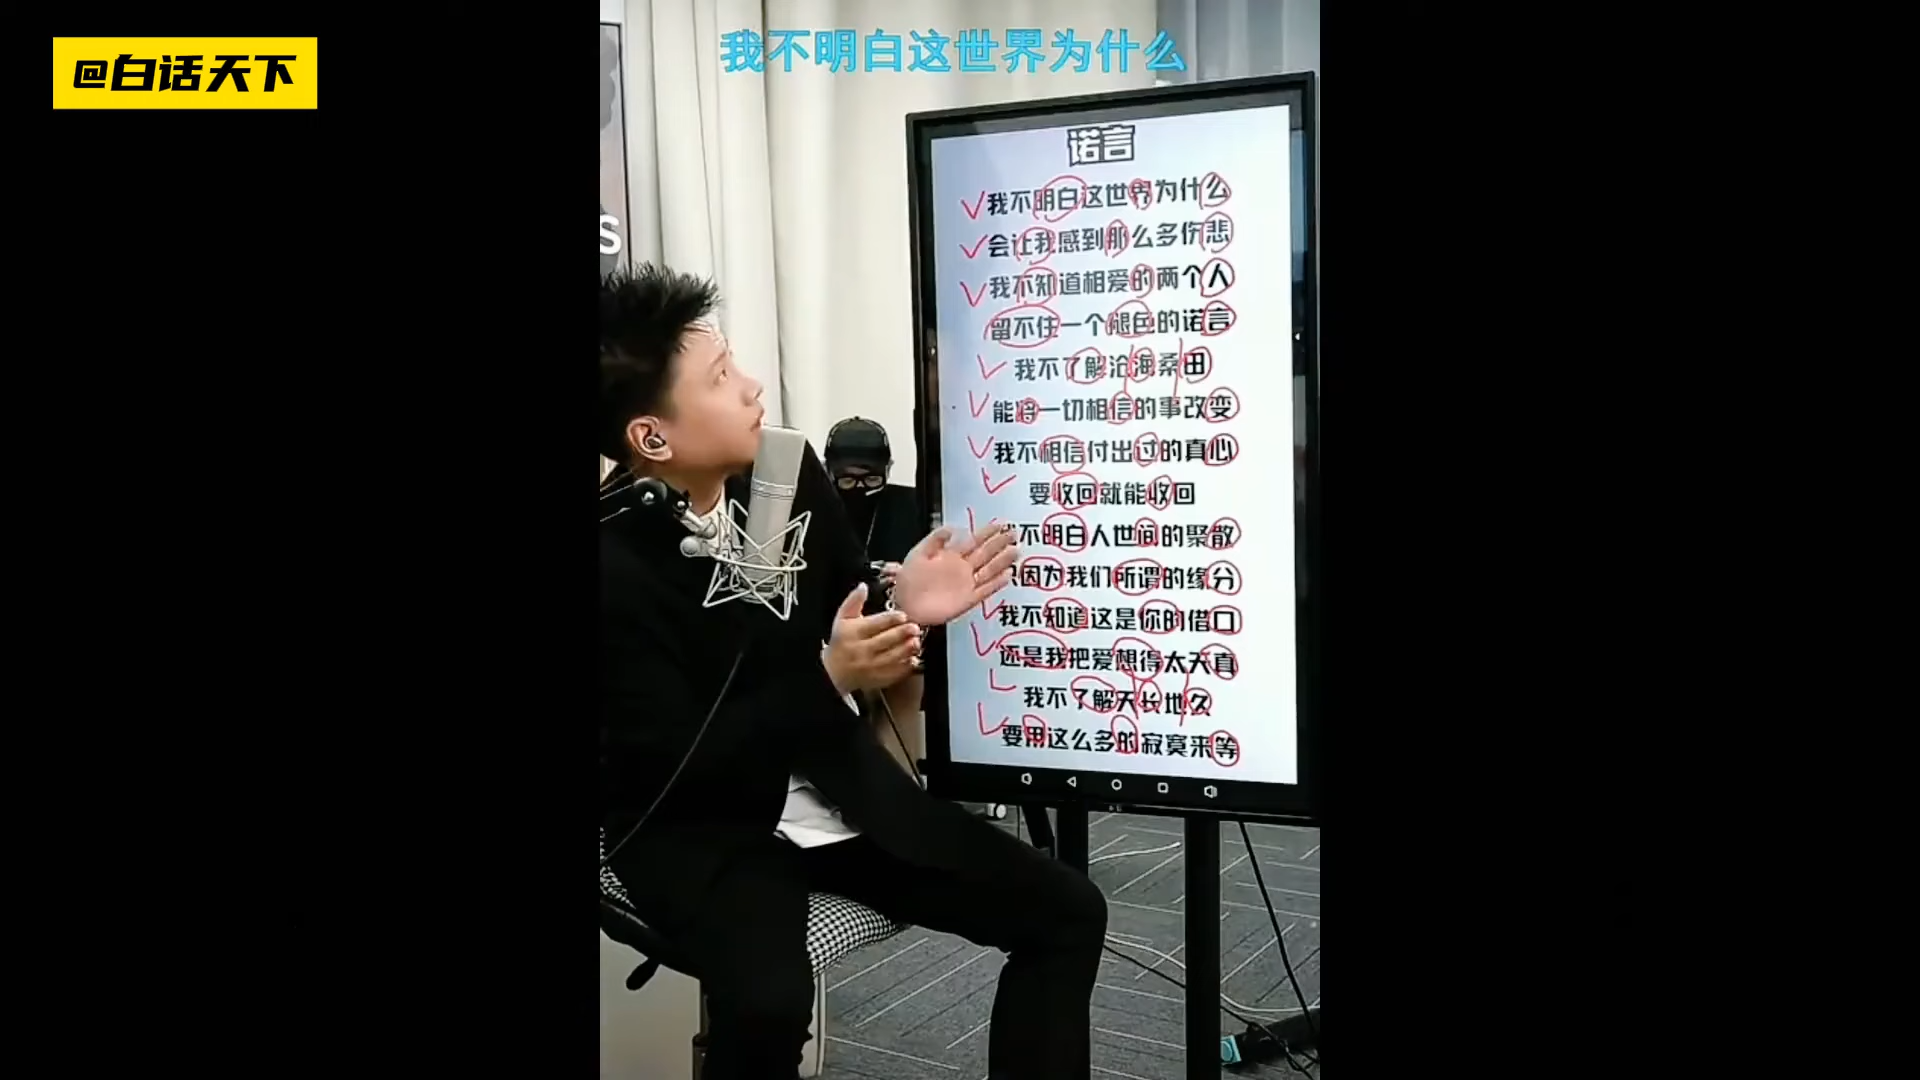 @白话天下
我不明白这世界为什么
诺言
我不明白这世界为什么
会让我感到那么多伤悲
我不知道相爱的两个人
留不住一个褪色的诺言
我不了解沧海桑田
能将一切相信的事改变
我不相信付出过的真心
要收回就能收回
我不明白人世间的聚散
只因为我们所谓的缘分
我不知道这是你的借口
还是我把爱想得太天真
我不了解天长地久
要用这么多的寂寞来等
S